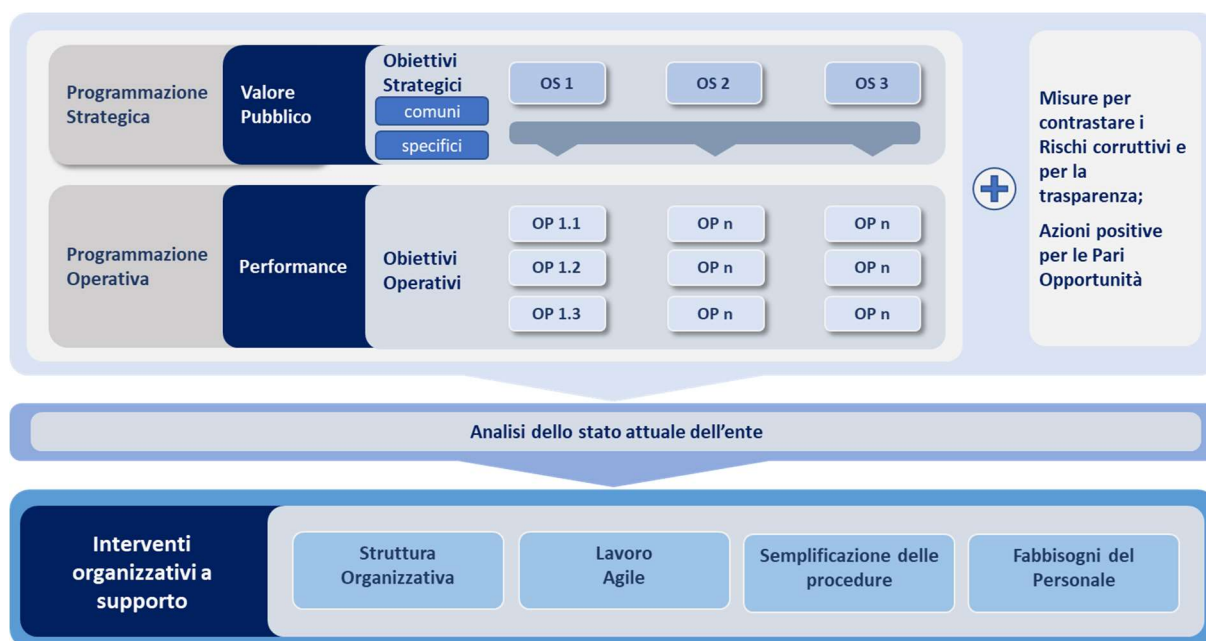 Programmazione
Strategica
Valore
Pubblico
Obiettivi
Strategici
comuni
specifici
OS 1
OS 2
OS 3
Programmazione
Operativa
Performance
Obiettivi
Operativi
OP 1.1
OP n
OP n
OP 1.2
OP n
OP n
OP 1.3
OP n
OP n
Misure per
contrastare i
Rischi corruttivi e
per la
trasparenza;
Azioni positive
per le Pari
Opportunità
Analisi dello stato attuale dell'ente
Interventi
organizzativi a
supporto
Struttura
Organizzativa
Lavoro
Agile
Semplificazione delle
procedure
Fabbisogni del
Personale